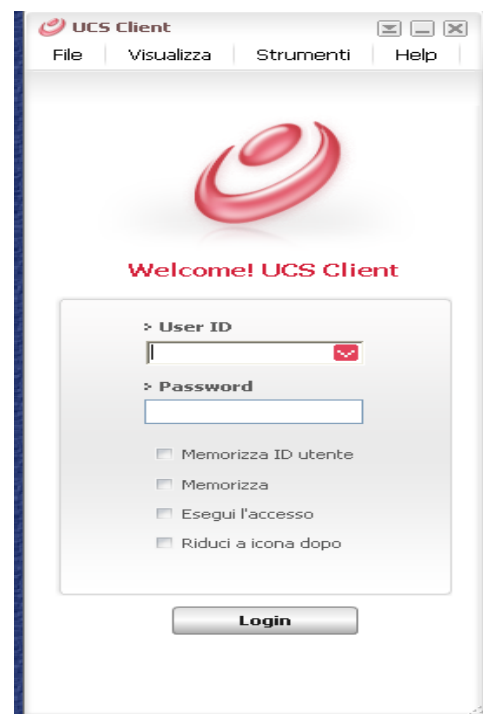 UCS Client
File Visualizza Strumenti Help
Welcome! UCS Client
> User ID
> Password
Memorizza ID utente
Memorizza
Esegui l'accesso
Riduci a icona dopo
Login